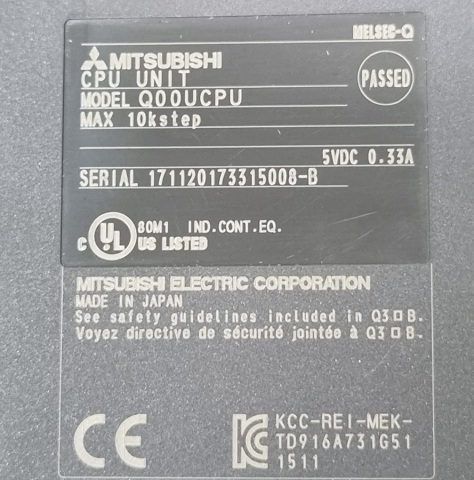 MELSEC-Q
MITSUBISHI
CPU UNIT
PASSED
MODEL Q00UCPU
MAX 10kstep
5VDC 0.33A
SERIAL 171120173315008-B
C UL US LISTED
80M1 IND.CONT.EQ.
MITSUBISHI ELECTRIC CORPORATION
MADE IN JAPAN
See safety guidelines included in Q3□B.
Voyez directive de sécurité jointée à Q3□B.
CE
KCC-REI-MEK-
TD916A731G51
1511